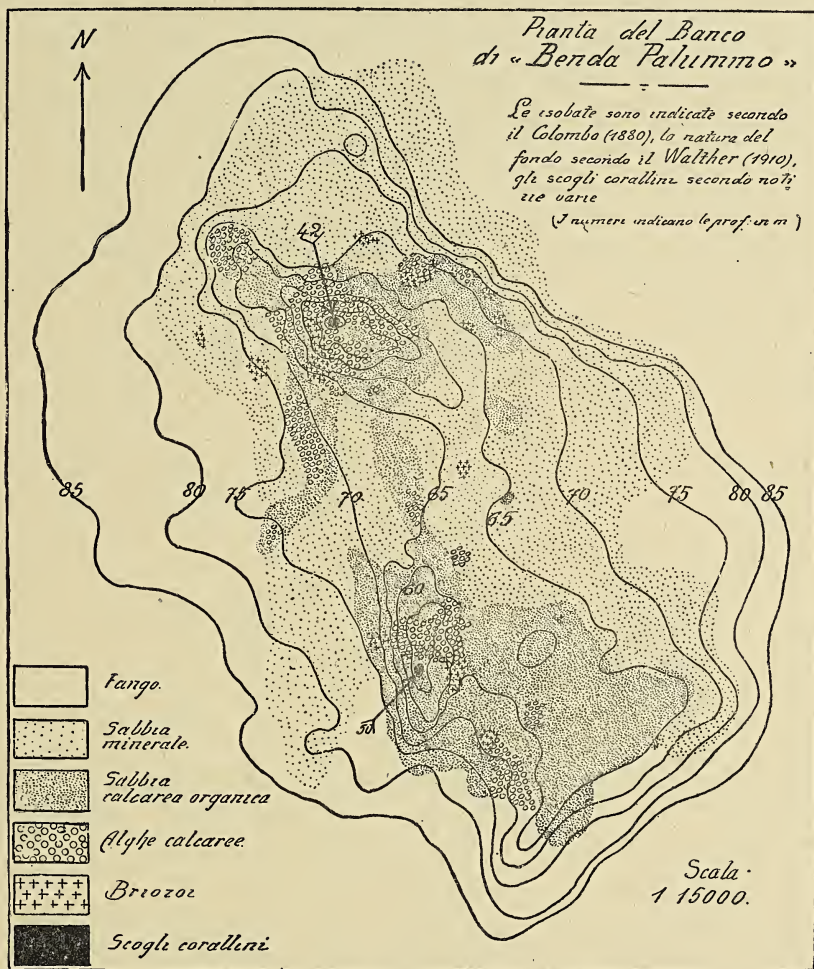 N
Pianta del Banco
di « Benda Palummo »
Le isobate sono indicate secondo
il Colombo (1880), la natura del
fondo secondo il Walther (1910),
gli scogli corallini secondo noti
zie varie
(I numeri indicano le prof. in m)
42
85 80 75 70 65 65 70 75 80 85
60
50
Fango.
Sabbia
minerale.
Sabbia
calcarea organica
Alghe calcaree.
Briozoi
Scogli corallini
Scala.
1 15000.